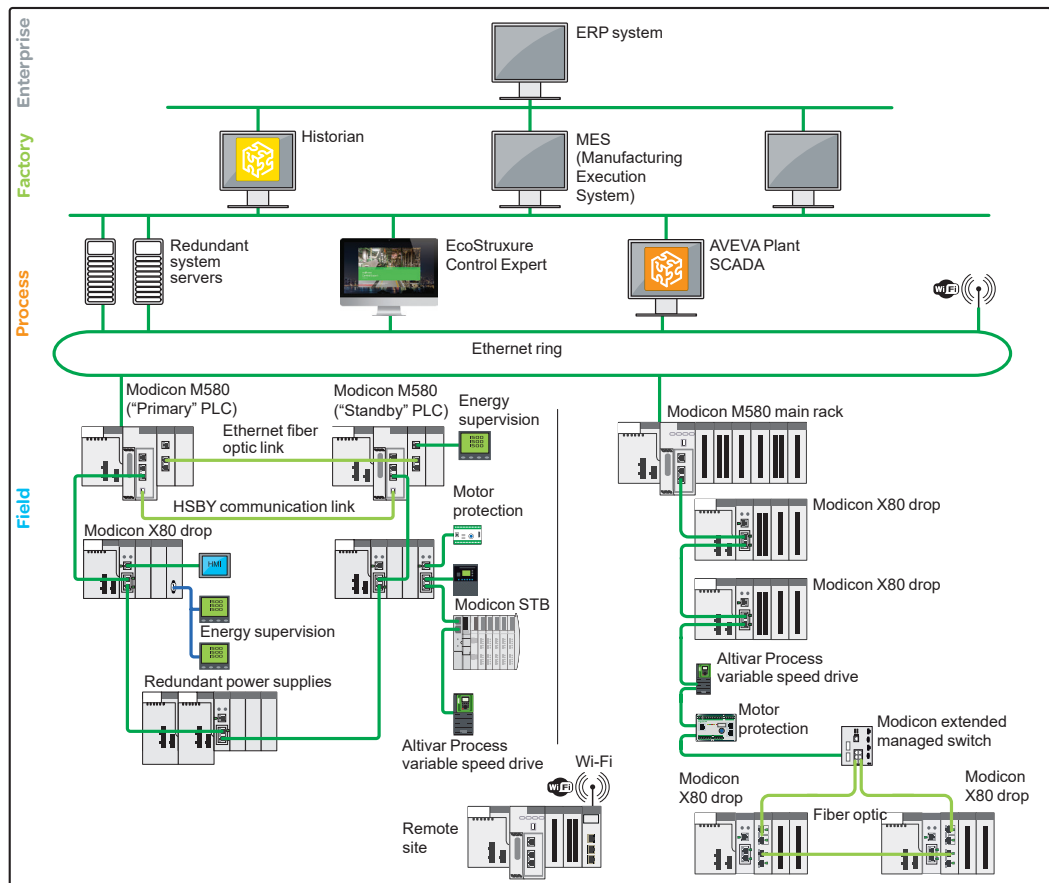 Enterprise
ERP system
Factory
Historian
MES
(Manufacturing
Execution
System)
Process
Redundant
system
servers
EcoStruxure
Control Expert
AVEVA Plant
SCADA
WiFi
Ethernet ring
Field
Modicon M580
(“Primary” PLC)
Modicon M580
(“Standby” PLC)
Energy
supervision
Ethernet fiber
optic link
HSBY communication link
Motor
protection
Modicon X80 drop
HMI
Energy supervision
Modicon STB
Redundant power supplies
Altivar Process
variable speed drive
WiFi
Wi-Fi
Remote
site
Modicon M580 main rack
Modicon X80 drop
Modicon X80 drop
Altivar Process
variable speed drive
Motor
protection
Modicon extended
managed switch
Modicon
X80 drop
Modicon
X80 drop
Fiber optic